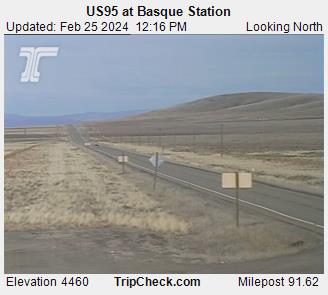 US95 at Basque Station
Updated: Feb 25 2024 12:16 PM Looking North
Elevation 4460 TripCheck.com Milepost 91.62